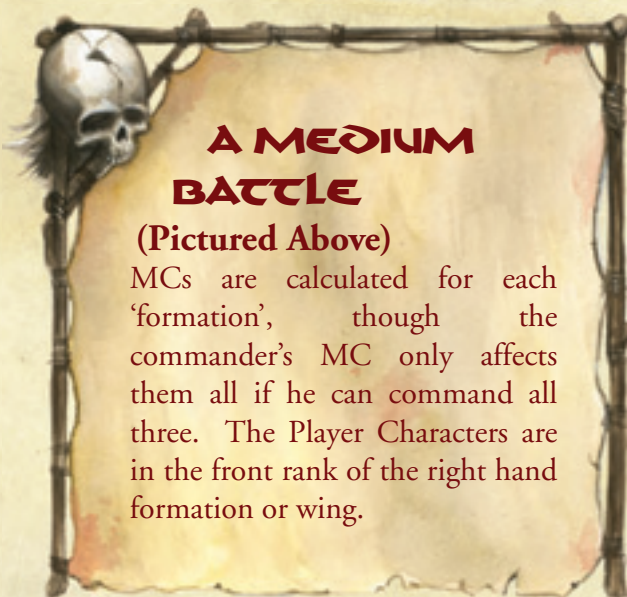 A MEDIUM
BATTLE
(Pictured Above)
MCs are calculated for each
‘formation’, though the
commander’s MC only affects
them all if he can command all
three. The Player Characters are
in the front rank of the right hand
formation or wing.